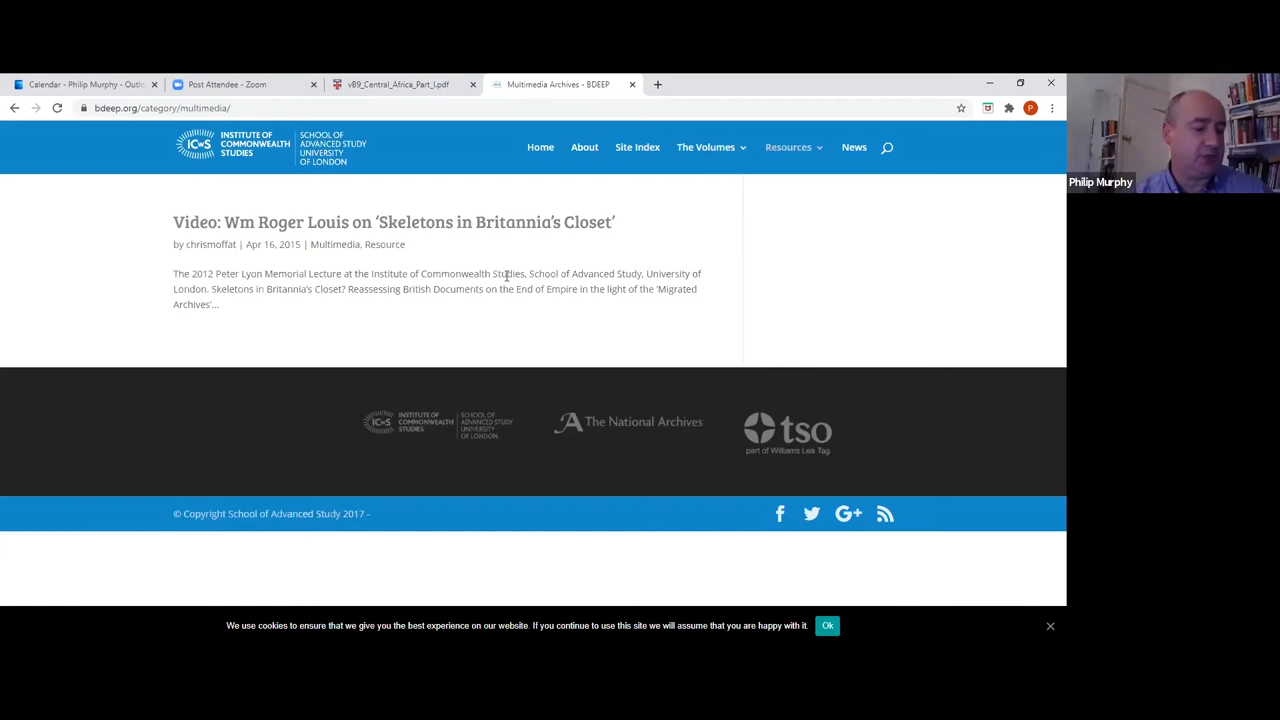 Calendar - Philip Murphy - Outlo
Post Attendee - Zoom
vB9_Central_Africa_Part_I.pdf
Multimedia Archives - BDEEP
bdeep.org/category/multimedia/
P
ICwS
INSTITUTE OF
COMMONWEALTH
STUDIES
SCHOOL OF
ADVANCED STUDY
UNIVERSITY
OF LONDON
Home
About
Site Index
The Volumes
Resources
News
Philip Murphy
Video: Wm Roger Louis on ‘Skeletons in Britannia’s Closet’
by chrismoffat | Apr 16, 2015 | Multimedia, Resource
The 2012 Peter Lyon Memorial Lecture at the Institute of Commonwealth Studies, School of Advanced Study, University of
London. Skeletons in Britannia’s Closet? Reassessing British Documents on the End of Empire in the light of the ‘Migrated
Archives’...
ICwS
INSTITUTE OF
COMMONWEALTH
STUDIES
SCHOOL OF
ADVANCED STUDY
UNIVERSITY
OF LONDON
The National Archives
tso
part of Williams Lea Tag
© Copyright School of Advanced Study 2017 -
G+
We use cookies to ensure that we give you the best experience on our website. If you continue to use this site we will assume that you are happy with it.
Ok